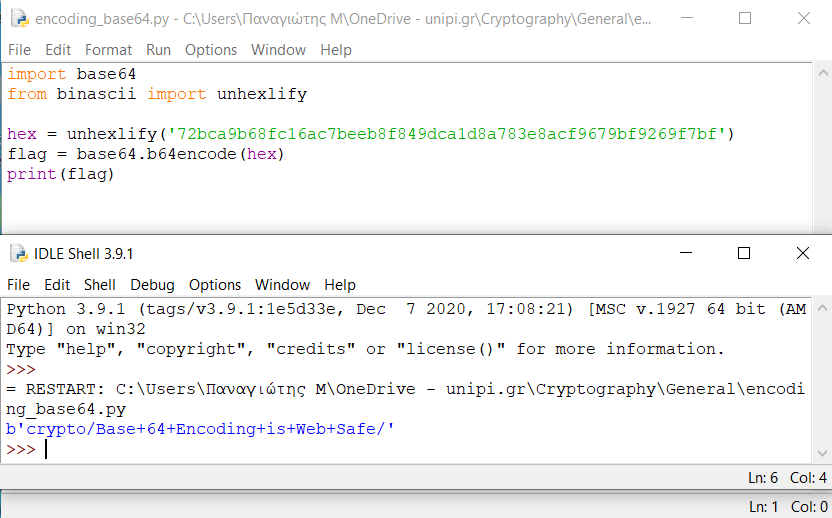 encoding_base64.py - C:\Users\Παναγιώτης Μ\OneDrive - unipi.gr\Cryptography\General\e...
File Edit Format Run Options Window Help
import base64
from binascii import unhexlify
hex = unhexlify('72bca9b68fc16ac7beeb8f849dca1d8a783e8acf9679bf9269f7bf')
flag = base64.b64encode(hex)
print(flag)
IDLE Shell 3.9.1
File Edit Shell Debug Options Window Help
Python 3.9.1 (tags/v3.9.1:1e5d33e, Dec  7 2020, 17:08:21) [MSC v.1927 64 bit (AM
D64)] on win32
Type "help", "copyright", "credits" or "license()" for more information.
>>>
= RESTART: C:\Users\Παναγιώτης Μ\OneDrive - unipi.gr\Cryptography\General\encodi
ng_base64.py
b'crypto/Base+64+Encoding+is+Web+Safe/'
>>>
Ln: 6 Col: 4
Ln: 1 Col: 0